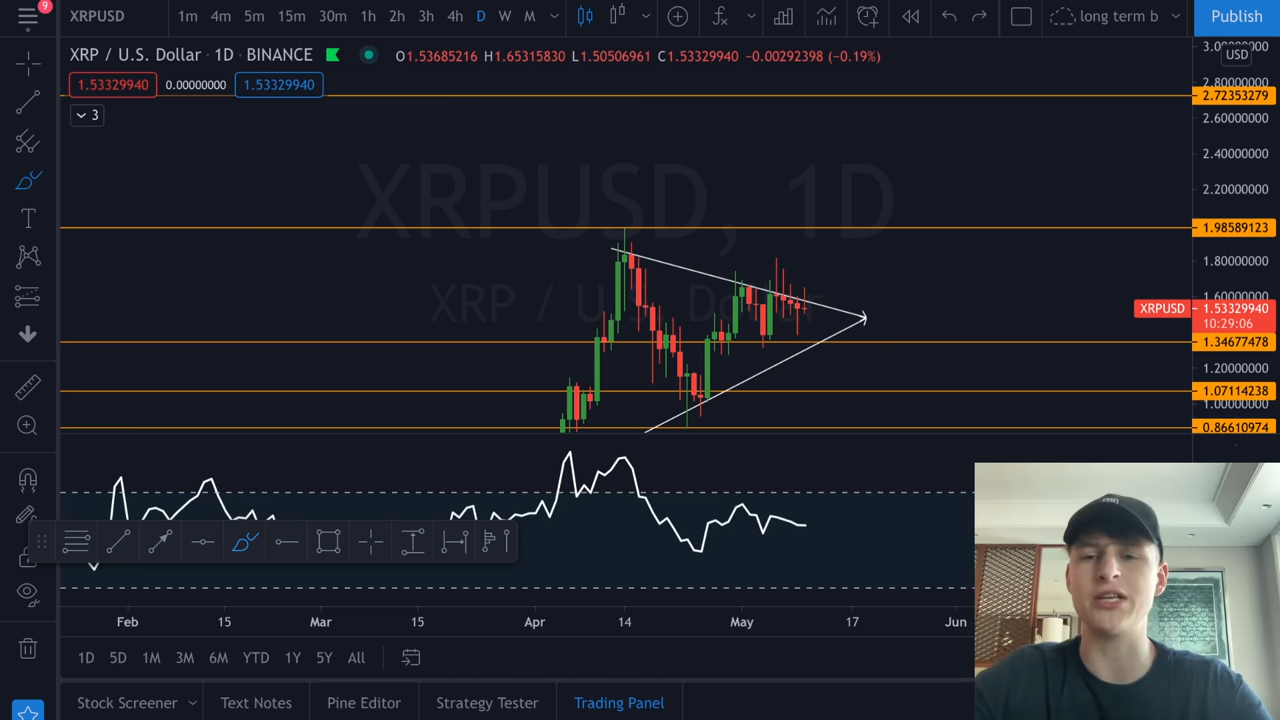 9
XRPUSD 1m 4m 5m 15m 30m 1h 2h 3h 4h D W M long term b Publish
XRP / U.S. Dollar · 1D · BINANCE O1.53685216 H1.65315830 L1.50506961 C1.53329940 −0.00292398 (−0.19%)
1.53329940 0.00000000 1.53329940
3
USD
2.80000000
2.72353279
2.60000000
2.40000000
2.20000000
1.98589123
1.80000000
XRPUSD 1.53329940
10:29:06
1.34677478
1.20000000
1.07114238
1.00000000
0.86610974
XRPUSD, 1D
XRP / U.S. Dollar
Feb 15 Mar 15 Apr 14 May 17 Jun
1D 5D 1M 3M 6M YTD 1Y 5Y All
Stock Screener Text Notes Pine Editor Strategy Tester Trading Panel